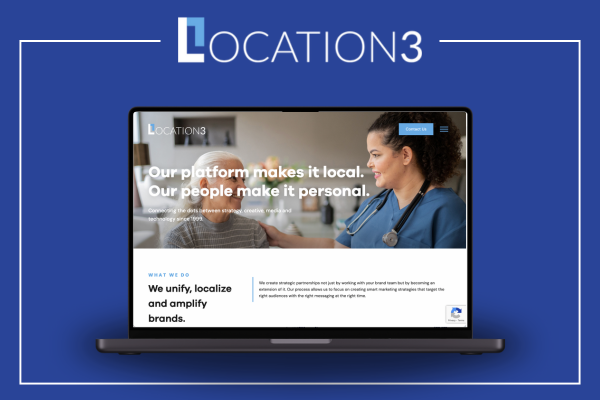 LOCATION3
LOCATION3
Contact Us
Our platform makes it local.
Our people make it personal.
Connecting the dots between strategy, creative, media and
technology since 1999.
WHAT WE DO
We unify, localize
and amplify
brands.
We create strategic partnerships not just by working with your brand team but by becoming an
extension of it. Our process allows us to focus on creating smart marketing strategies that target the
right audiences with the right messaging at the right time.
Privacy - Terms